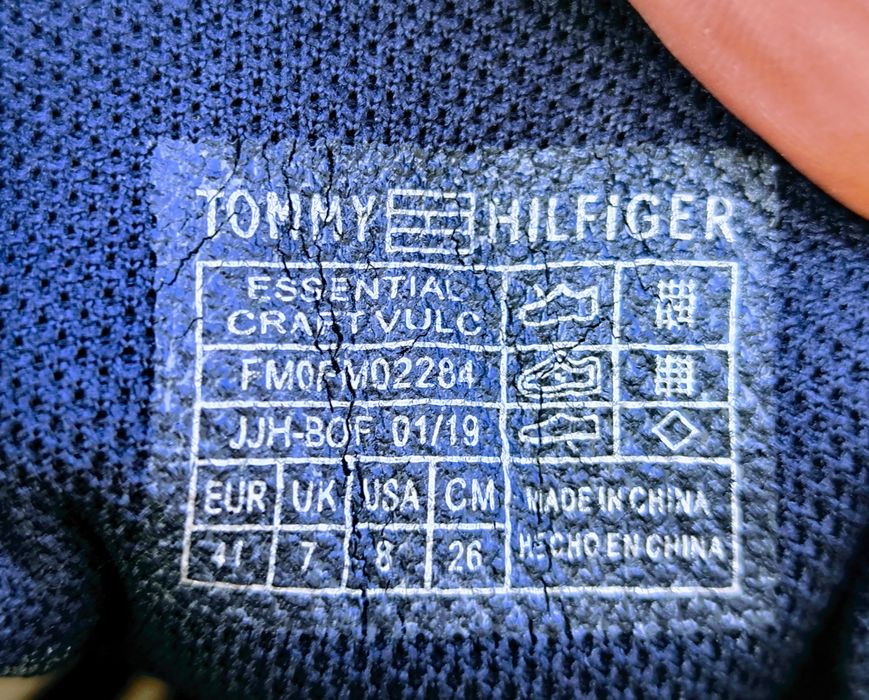 TOMMY HILFIGER
ESSENTIAL
CRAFT VULC
FM0FM02284
JJH-BOF 01/19
EUR UK USA CM
41 7 8 26
MADE IN CHINA
HECHO EN CHINA